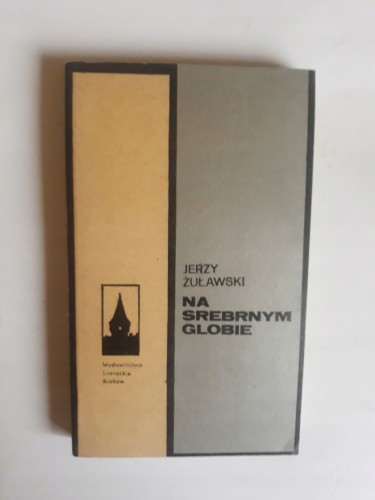 JERZY
ŻUŁAWSKI
NA
SREBRNYM
GLOBIE
Wydawnictwo
Literackie
Kraków